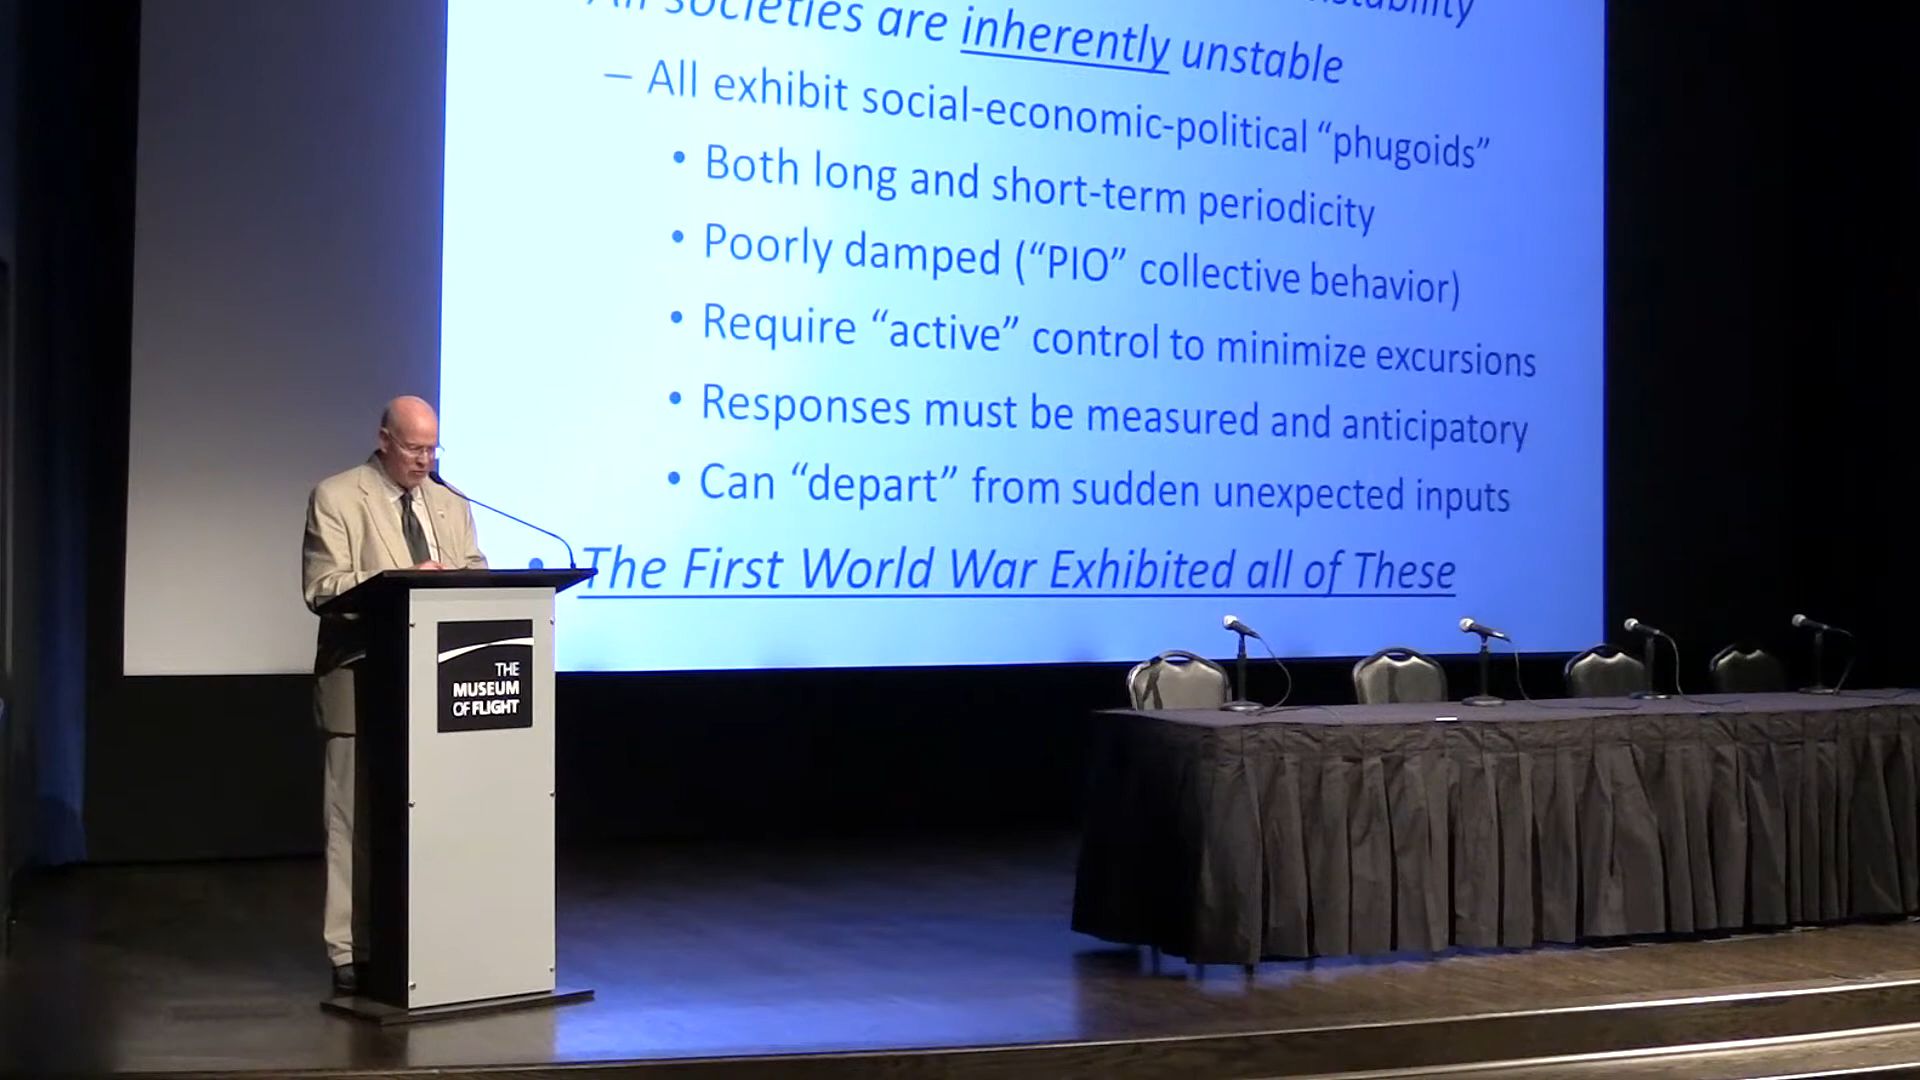 All societies are inherently unstable
– All exhibit social-economic-political “phugoids”
• Both long and short-term periodicity
• Poorly damped (“PIO” collective behavior)
• Require “active” control to minimize excursions
• Responses must be measured and anticipatory
• Can “depart” from sudden unexpected inputs
• The First World War Exhibited all of These
THE
MUSEUM
OF FLIGHT